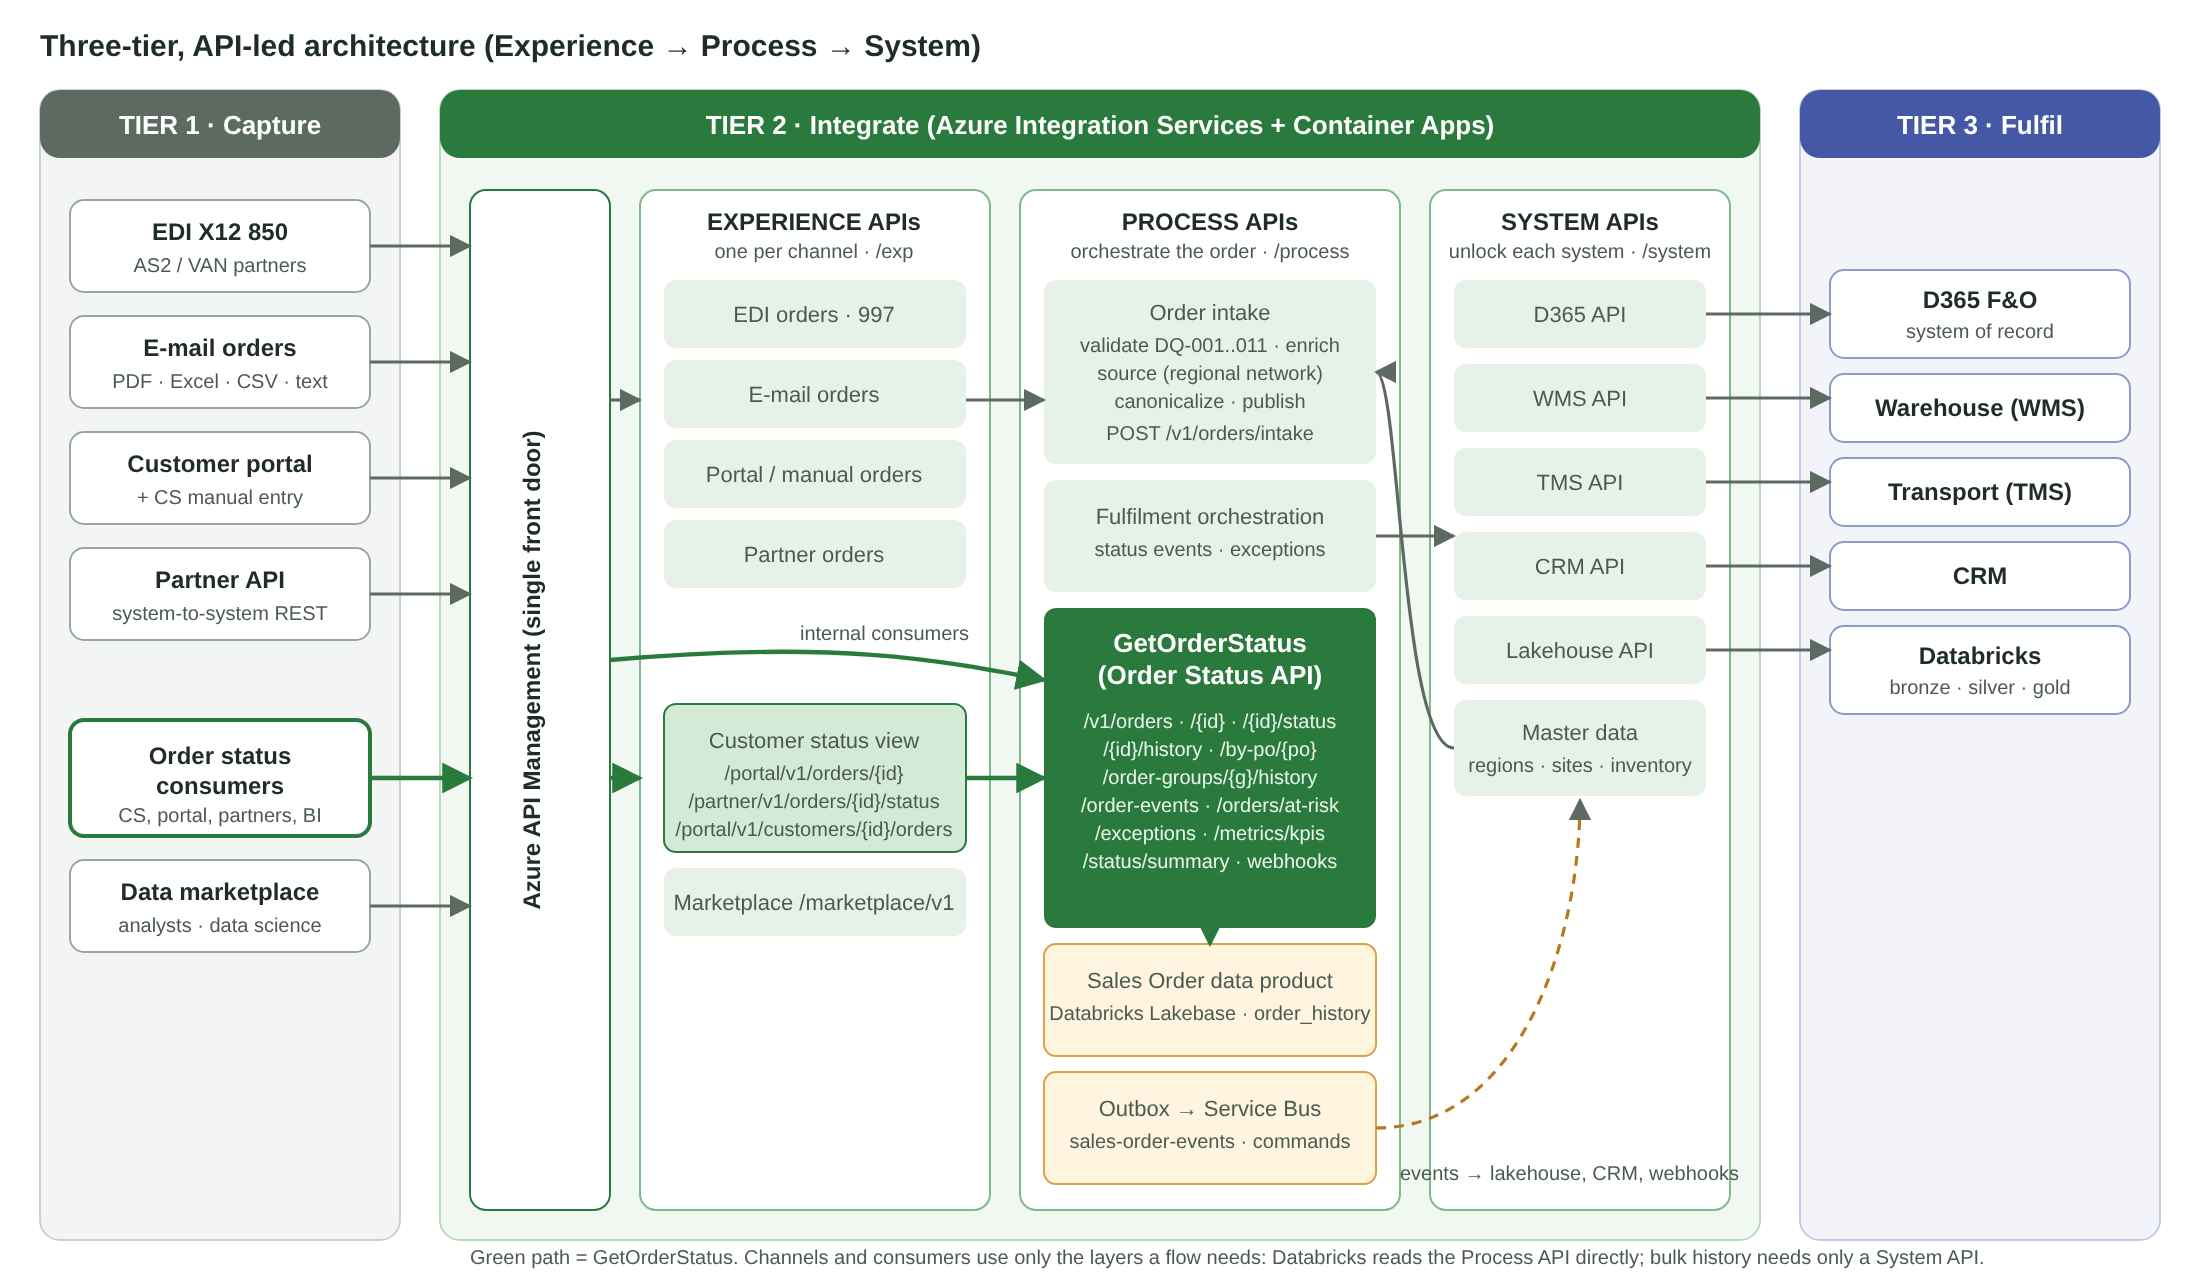 Three-tier, API-led architecture (Experience → Process → System)
TIER 1 · Capture
EDI X12 850
AS2 / VAN partners
E-mail orders
PDF · Excel · CSV · text
Customer portal
+ CS manual entry
Partner API
system-to-system REST
Order status
consumers
CS, portal, partners, BI
Data marketplace
analysts · data science
TIER 2 · Integrate (Azure Integration Services + Container Apps)
Azure API Management (single front door)
EXPERIENCE APIs
one per channel · /exp
EDI orders · 997
E-mail orders
Portal / manual orders
Partner orders
internal consumers
Customer status view
/portal/v1/orders/{id}
/partner/v1/orders/{id}/status
/portal/v1/customers/{id}/orders
Marketplace /marketplace/v1
PROCESS APIs
orchestrate the order · /process
Order intake
validate DQ-001..011 · enrich
source (regional network)
canonicalize · publish
POST /v1/orders/intake
Fulfilment orchestration
status events · exceptions
GetOrderStatus
(Order Status API)
/v1/orders · /{id} · /{id}/status
/{id}/history · /by-po/{po}
/order-groups/{g}/history
/order-events · /orders/at-risk
/exceptions · /metrics/kpis
/status/summary · webhooks
Sales Order data product
Databricks Lakebase · order_history
Outbox → Service Bus
sales-order-events · commands
SYSTEM APIs
unlock each system · /system
D365 API
WMS API
TMS API
CRM API
Lakehouse API
Master data
regions · sites · inventory
events → lakehouse, CRM, webhooks
TIER 3 · Fulfil
D365 F&O
system of record
Warehouse (WMS)
Transport (TMS)
CRM
Databricks
bronze · silver · gold
Green path = GetOrderStatus. Channels and consumers use only the layers a flow needs: Databricks reads the Process API directly; bulk history needs only a System API.